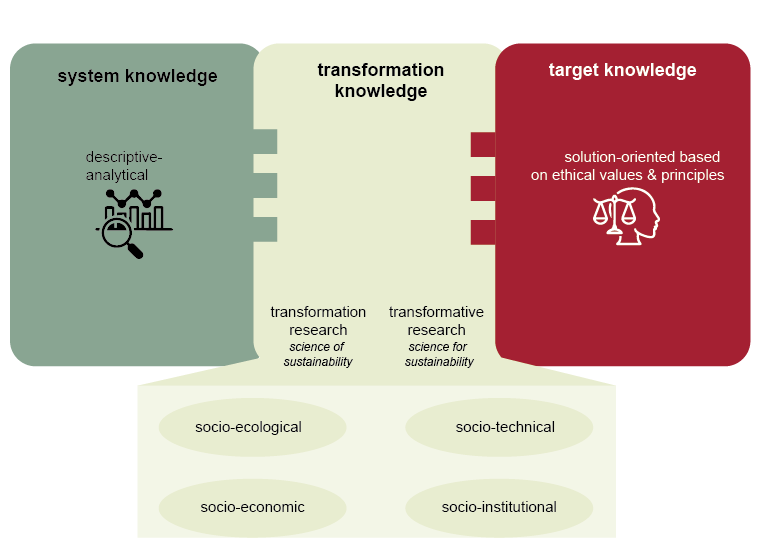 system knowledge
transformation
knowledge
target knowledge
descriptive-
analytical
solution-oriented based
on ethical values & principles
transformation
research
science of
sustainability
transformative
research
science for
sustainability
socio-ecological
socio-technical
socio-economic
socio-institutional